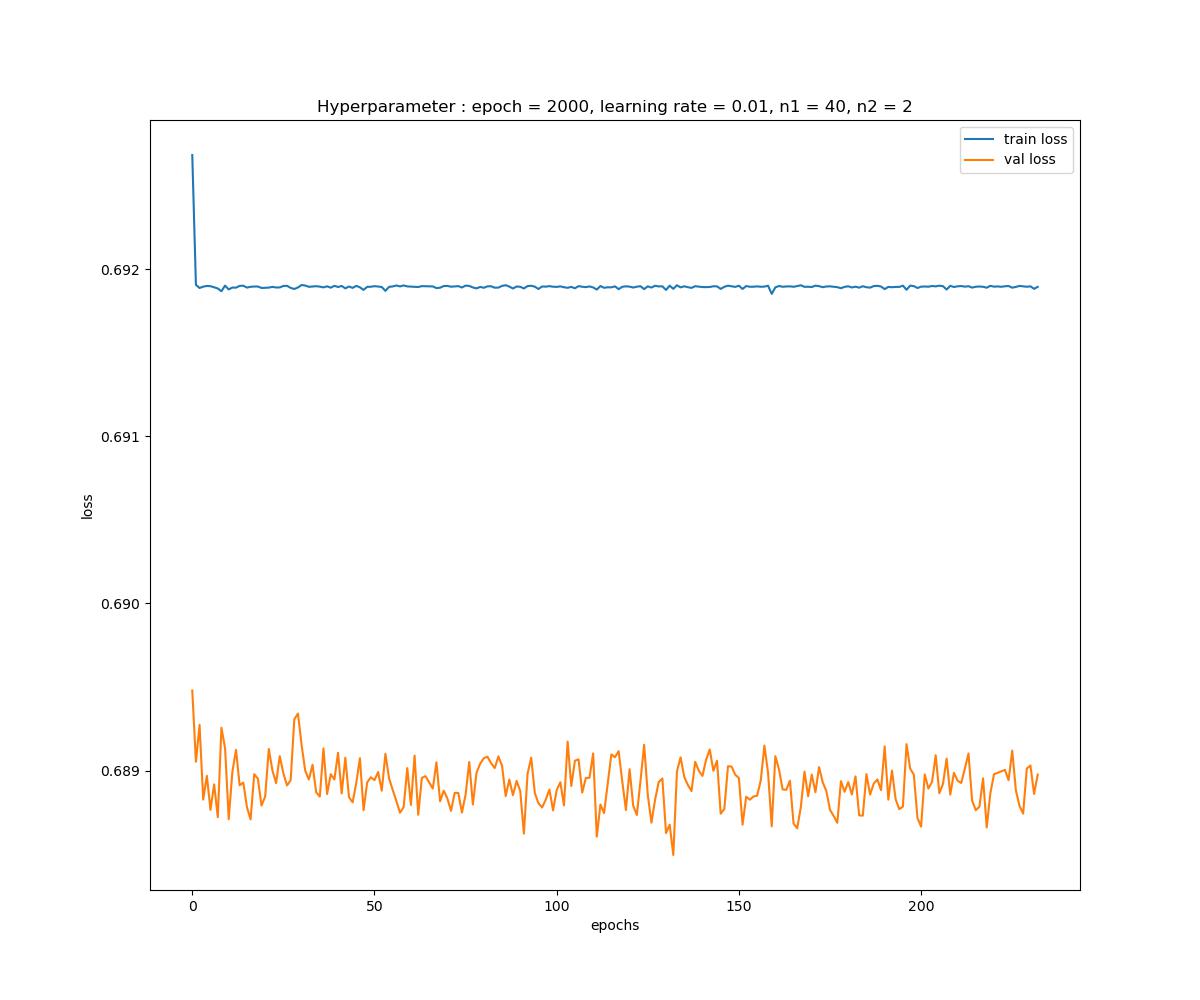 Hyperparameter : epoch = 2000, learning rate = 0.01, n1 = 40, n2 = 2
train loss
val loss
0.692
0.691
0.690
0.689
loss
0 50 100 150 200
epochs